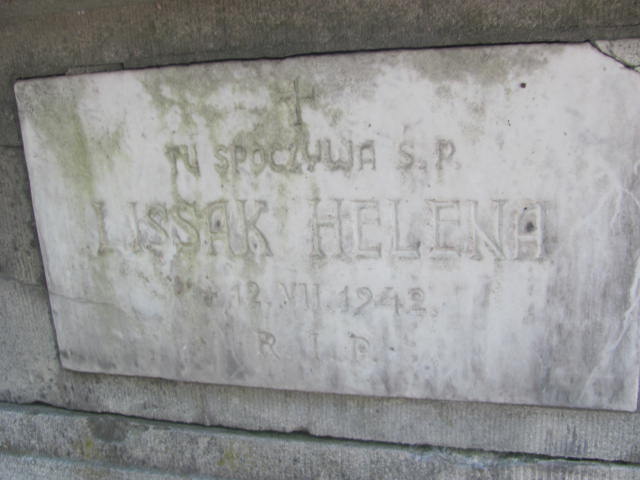 TU SPOCZYWA Ś.P.
LISSAK HELENA
+ 12.VII.1942.
R I P